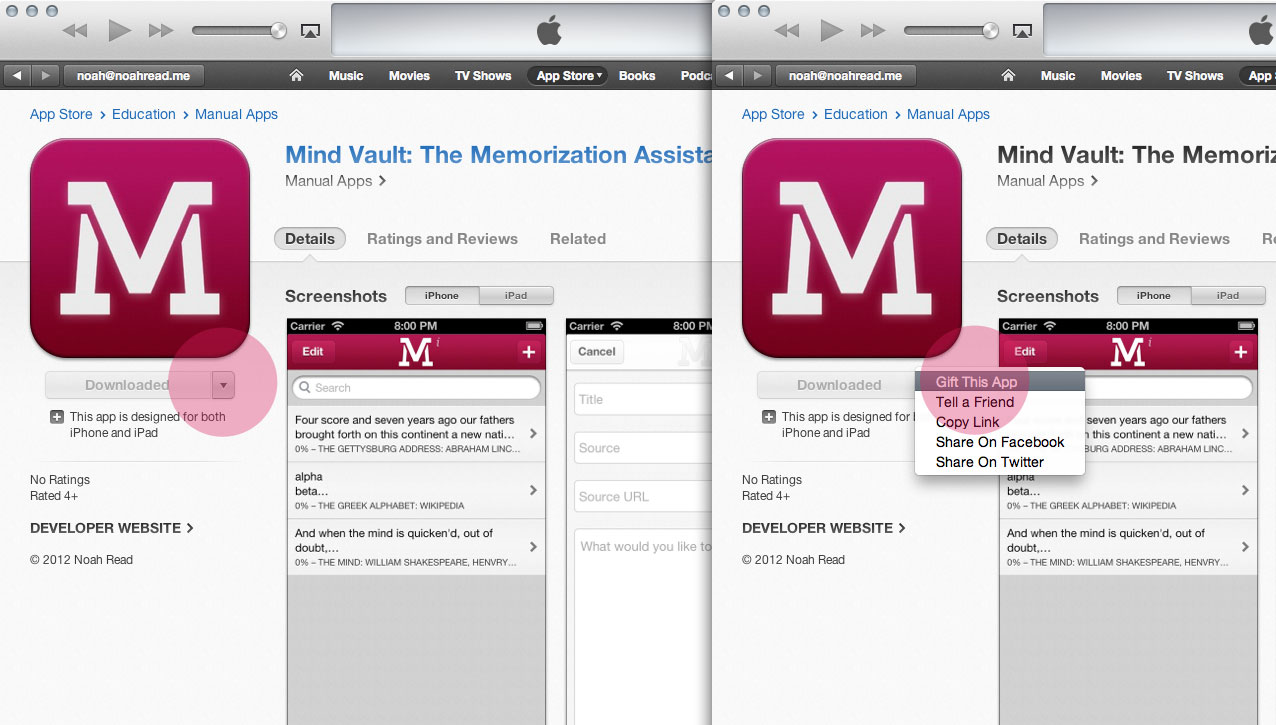 noah@noahread.me
Music Movies TV Shows App Store Books Podc
App Store > Education > Manual Apps
M
Mind Vault: The Memorization Assista
Manual Apps >
Details Ratings and Reviews Related
Screenshots iPhone iPad
Downloaded
This app is designed for both
iPhone and iPad
No Ratings
Rated 4+
DEVELOPER WEBSITE >
© 2012 Noah Read
Carrier 8:00 PM
Edit M i +
Search
Four score and seven years ago our fathers
brought forth on this continent a new nati…
0% – THE GETTYSBURG ADDRESS: ABRAHAM LINC…
alpha
beta…
0% – THE GREEK ALPHABET: WIKIPEDIA
And when the mind is quicken'd, out of
doubt,…
0% – THE MIND: WILLIAM SHAKESPEARE, HENVRY…
Carrier 8:00 PM
Cancel
Title
Source
Source URL
What would you like to
noah@noahread.me
Music Movies TV Shows App
App Store > Education > Manual Apps
M
Mind Vault: The Memoriz
Manual Apps >
Details Ratings and Reviews Re
Screenshots iPhone iPad
Downloaded
Gift This App
Tell a Friend
Copy Link
Share On Facebook
Share On Twitter
This app is designed for
iPhone and iPad
No Ratings
Rated 4+
DEVELOPER WEBSITE >
© 2012 Noah Read
Carrier 8:00 PM
Edit M i +
ven years ago our fathers
n this continent a new nati…
BURG ADDRESS: ABRAHAM LINC…
alpha
beta…
0% – THE GREEK ALPHABET: WIKIPEDIA
And when the mind is quicken'd, out of
doubt,…
0% – THE MIND: WILLIAM SHAKESPEARE, HENVRY…